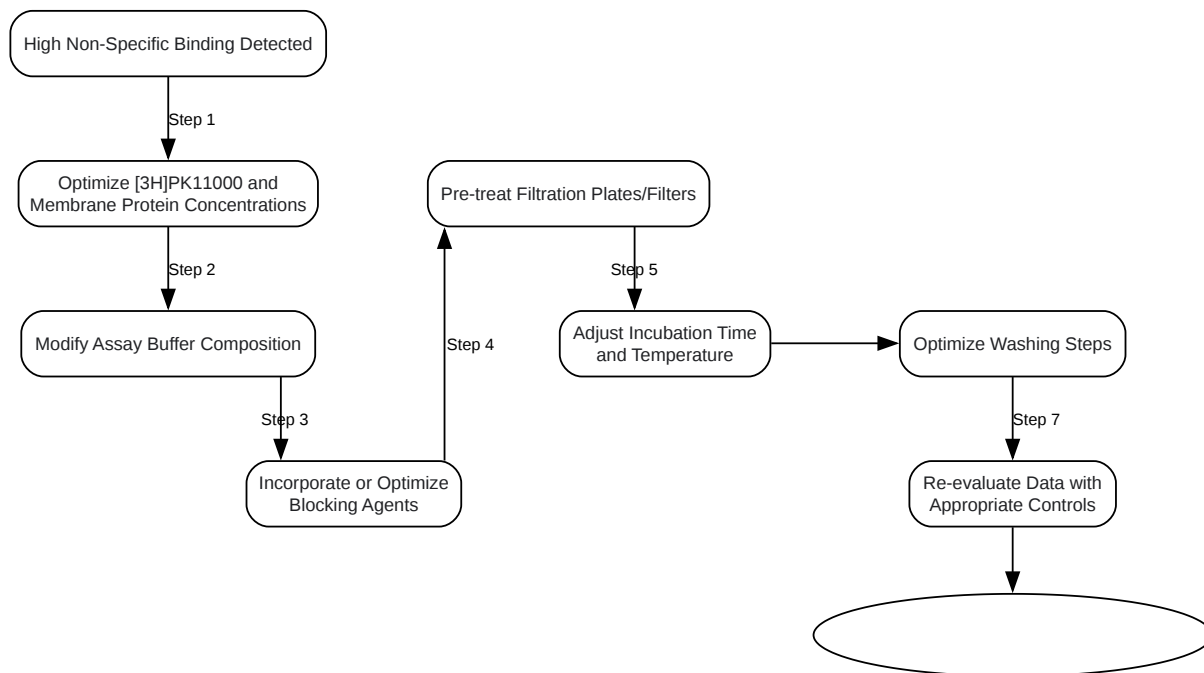 High Non-Specific Binding Detected
Step 1
Optimize [3H]PK11000 and
Membrane Protein Concentrations
Step 2
Modify Assay Buffer Composition
Step 3
Incorporate or Optimize
Blocking Agents
Step 4
Pre-treat Filtration Plates/Filters
Step 5
Adjust Incubation Time
and Temperature
Optimize Washing Steps
Step 7
Re-evaluate Data with
Appropriate Controls